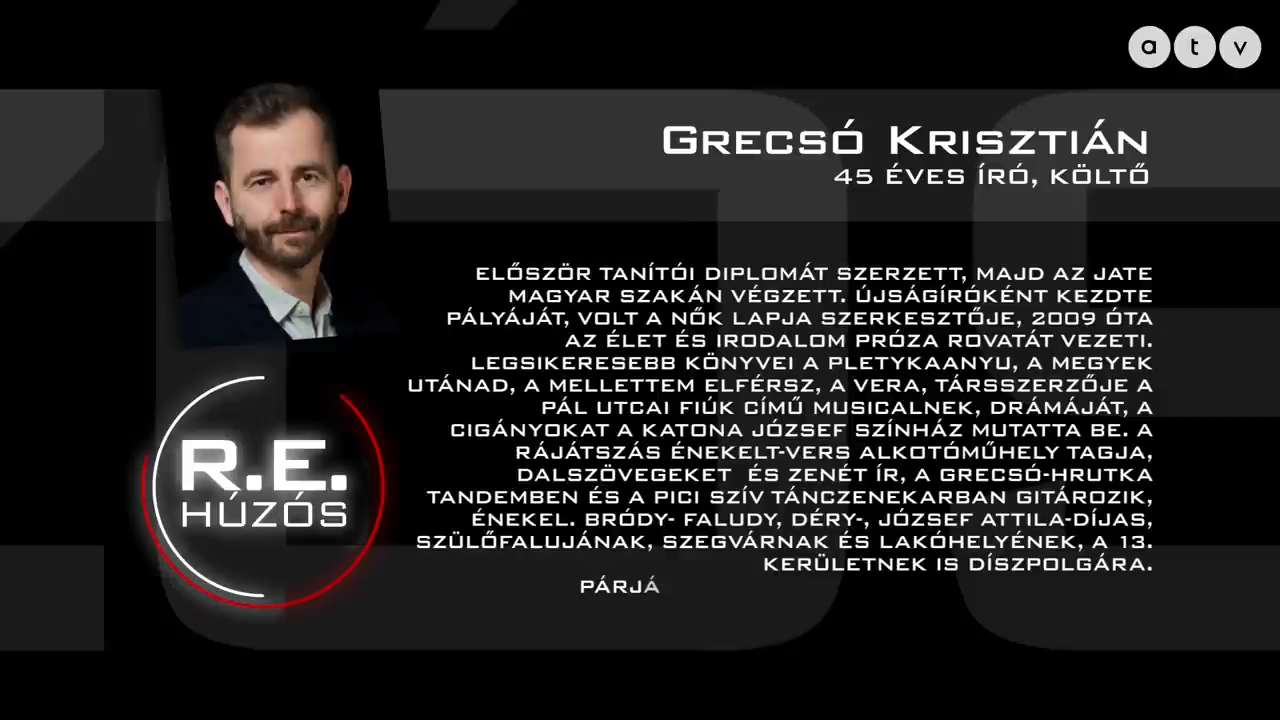 atv
GRECSÓ KRISZTIÁN
45 ÉVES ÍRÓ, KÖLTŐ
ELŐSZÖR TANÍTÓI DIPLOMÁT SZERZETT, MAJD AZ JATE
MAGYAR SZAKÁN VÉGZETT. ÚJSÁGÍRÓKÉNT KEZDTE
PÁLYÁJÁT, VOLT A NŐK LAPJA SZERKESZTŐJE, 2009 ÓTA
AZ ÉLET ÉS IRODALOM PRÓZA ROVATÁT VEZETI.
LEGSIKERESEBB KÖNYVEI A PLETYKAANYU, A MEGYEK
UTÁNAD, A MELLETTEM ELFÉRSZ, A VERA, TÁRSSZERZŐJE A
PÁL UTCAI FIÚK CÍMŰ MUSICALNEK, DRÁMÁJÁT, A
CIGÁNYOKAT A KATONA JÓZSEF SZÍNHÁZ MUTATTA BE. A
RÁJÁTSZÁS ÉNEKELT-VERS ALKOTÓMŰHELY TAGJA,
DALSZÖVEGEKET ÉS ZENÉT ÍR, A GRECSÓ-HRUTKA
TANDEMBEN ÉS A PICI SZÍV TÁNCZENEKARBAN GITÁROZIK,
ÉNEKEL. BRÓDY- FALUDY, DÉRY-, JÓZSEF ATTILA-DÍJAS,
SZÜLŐFALUJÁNAK, SZEGVÁRNAK ÉS LAKÓHELYÉNEK, A 13.
KERÜLETNEK IS DÍSZPOLGÁRA.
PÁRJÁ
R.E.
HÚZÓS